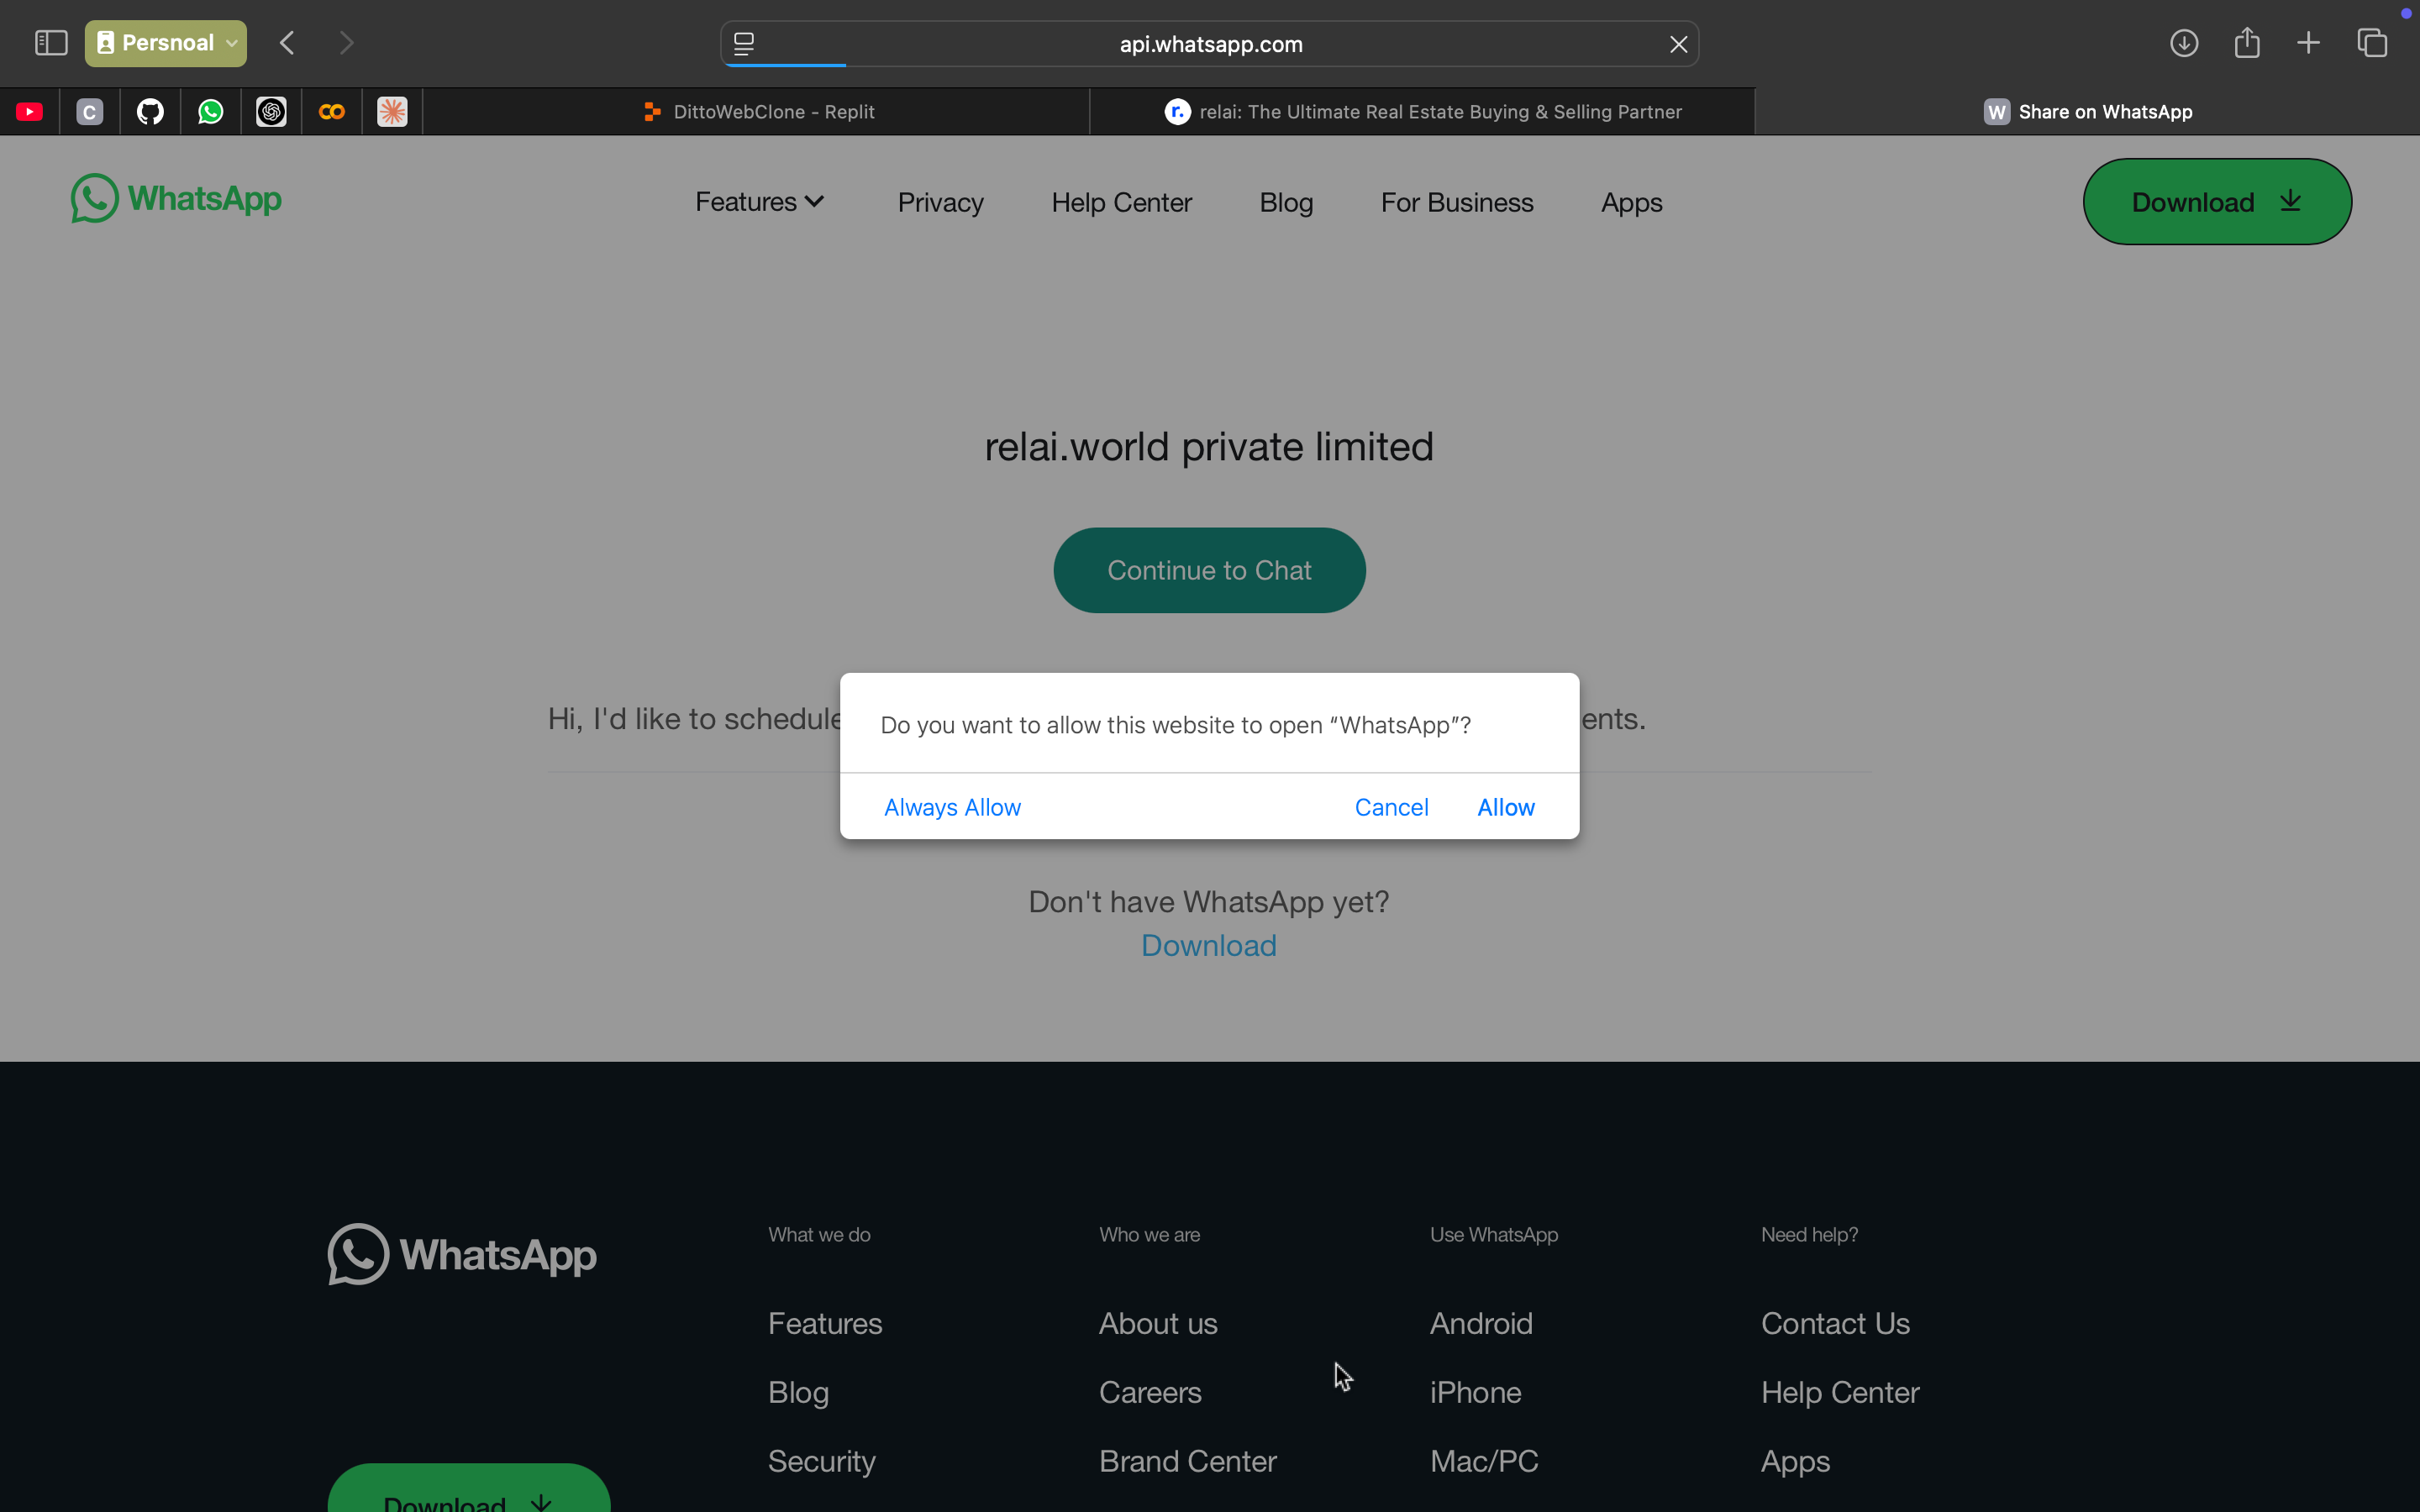 Persnoal
api.whatsapp.com
C
DittoWebClone - Replit
r. relai: The Ultimate Real Estate Buying & Selling Partner
W Share on WhatsApp
WhatsApp
Features
Privacy
Help Center
Blog
For Business
Apps
Download
relai.world private limited
Continue to Chat
Hi, I'd like to schedule
ents.
Do you want to allow this website to open “WhatsApp”?
Always Allow
Cancel
Allow
Don't have WhatsApp yet?
Download
WhatsApp
Download
What we do
Features
Blog
Security
Who we are
About us
Careers
Brand Center
Use WhatsApp
Android
iPhone
Mac/PC
Need help?
Contact Us
Help Center
Apps